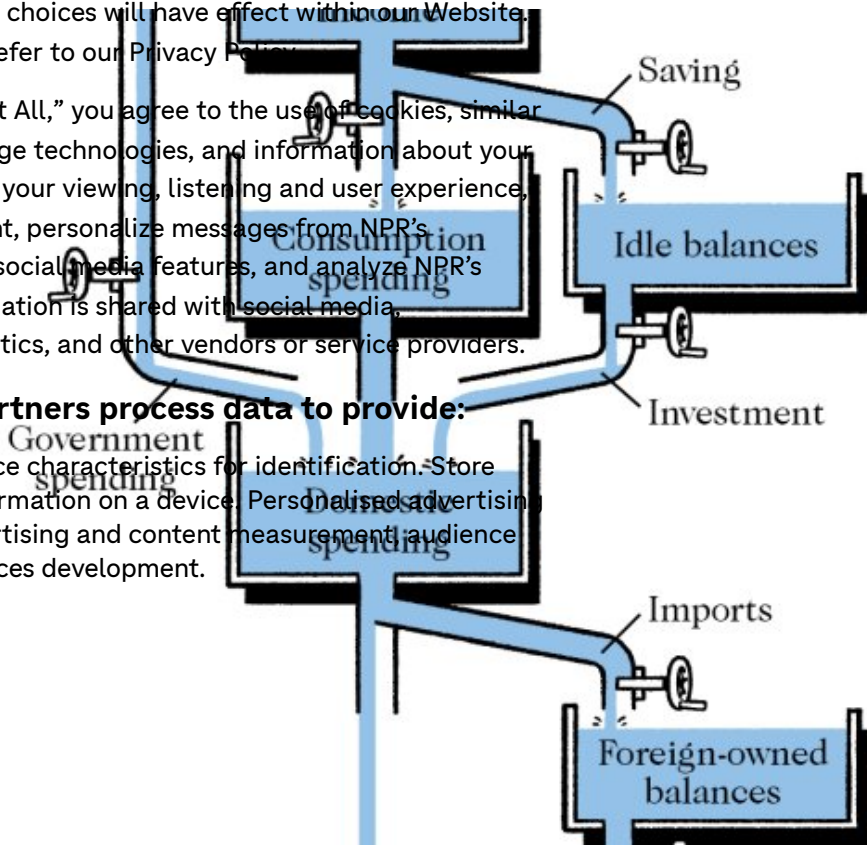 choices will have effect within our Website.
efer to our Privacy Policy.
t All,” you agree to the use of cookies, similar
ge technologies, and information about your
your viewing, listening and user experience,
nt, personalize messages from NPR’s
social media features, and analyze NPR’s
ation is shared with social media,
tics, and other vendors or service providers.
rtners process data to provide:
ce characteristics for identification. Store
rmation on a device. Personalised advertising
rtising and content measurement, audience
ces development.
income
Saving
Consumption
spending
Idle balances
Government
spending
Investment
Domestic
spending
Imports
Foreign-owned
balances